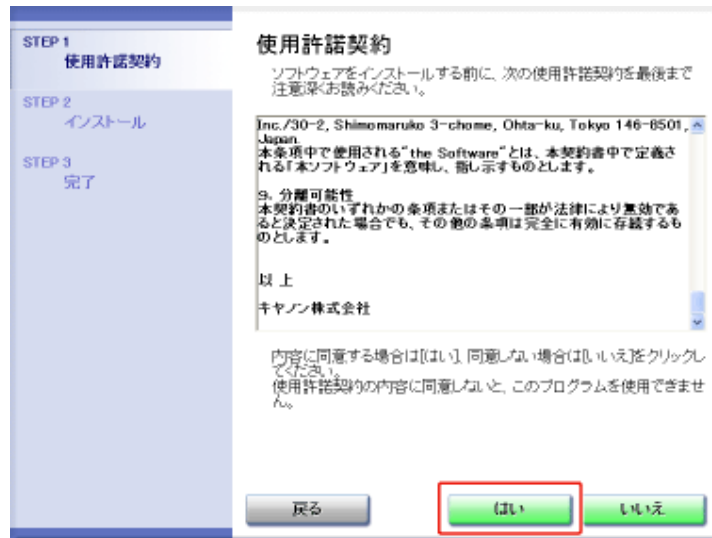 STEP 1
使用許諾契約
STEP 2
インストール
STEP 3
完了
使用許諾契約
ソフトウェアをインストールする前に、次の使用許諾契約を最後まで
注意深くお読みください。
Inc./30-2, Shimomaruko 3-chome, Ohta-ku, Tokyo 146-8501,
Japan.
本条項中で使用される"the Software"とは、本契約書中で定義さ
れる「本ソフトウェア」を意味し、指し示すものとします。
9. 分離可能性
本契約書のいずれかの条項またはその一部が法律により無効であ
ると決定された場合でも、その他の条項は完全に有効に存続するも
のとします。
以 上
キヤノン株式会社
内容に同意する場合は[はい]、同意しない場合は[いいえ]をクリックし
てください。
使用許諾契約の内容に同意しないと、このプログラムを使用できませ
ん。
戻る
はい
いいえ